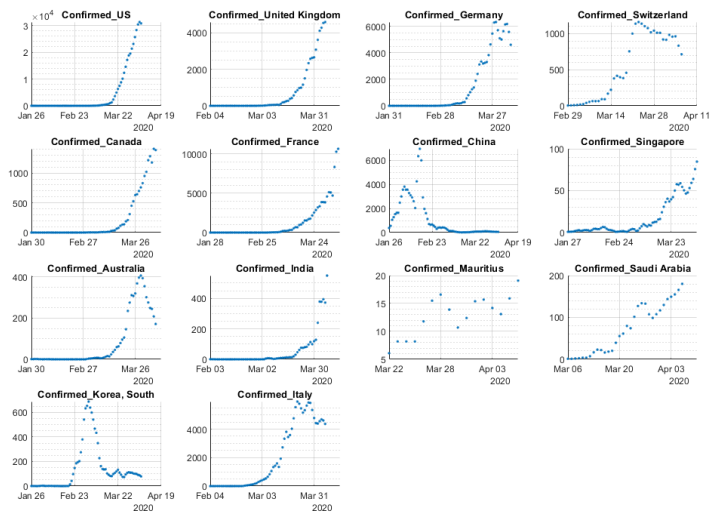 ×10⁴ Confirmed_US
3
2
1
0
Jan 26 Feb 23 Mar 22 Apr 19
2020
Confirmed_United Kingdom
4000
2000
0
Feb 04 Mar 03 Mar 31
2020
Confirmed_Germany
6000
4000
2000
0
Jan 31 Feb 28 Mar 27
2020
Confirmed_Switzerland
1000
500
0
Feb 29 Mar 14 Mar 28 Apr 11
2020
Confirmed_Canada
1000
500
0
Jan 30 Feb 27 Mar 26
2020
Confirmed_France
10000
5000
0
Jan 28 Feb 25 Mar 24
2020
Confirmed_China
6000
4000
2000
0
Jan 26 Feb 23 Mar 22 Apr 19
2020
Confirmed_Singapore
100
50
0
Jan 27 Feb 24 Mar 23
2020
Confirmed_Australia
400
200
0
Jan 30 Feb 27 Mar 26
2020
Confirmed_India
400
200
0
Feb 03 Mar 02 Mar 30
2020
Confirmed_Mauritius
20
15
10
5
Mar 22 Mar 28 Apr 03
2020
Confirmed_Saudi Arabia
200
100
0
Mar 06 Mar 20 Apr 03
2020
Confirmed_Korea, South
600
400
200
0
Jan 26 Feb 23 Mar 22 Apr 19
2020
Confirmed_Italy
4000
2000
0
Feb 04 Mar 03 Mar 31
2020